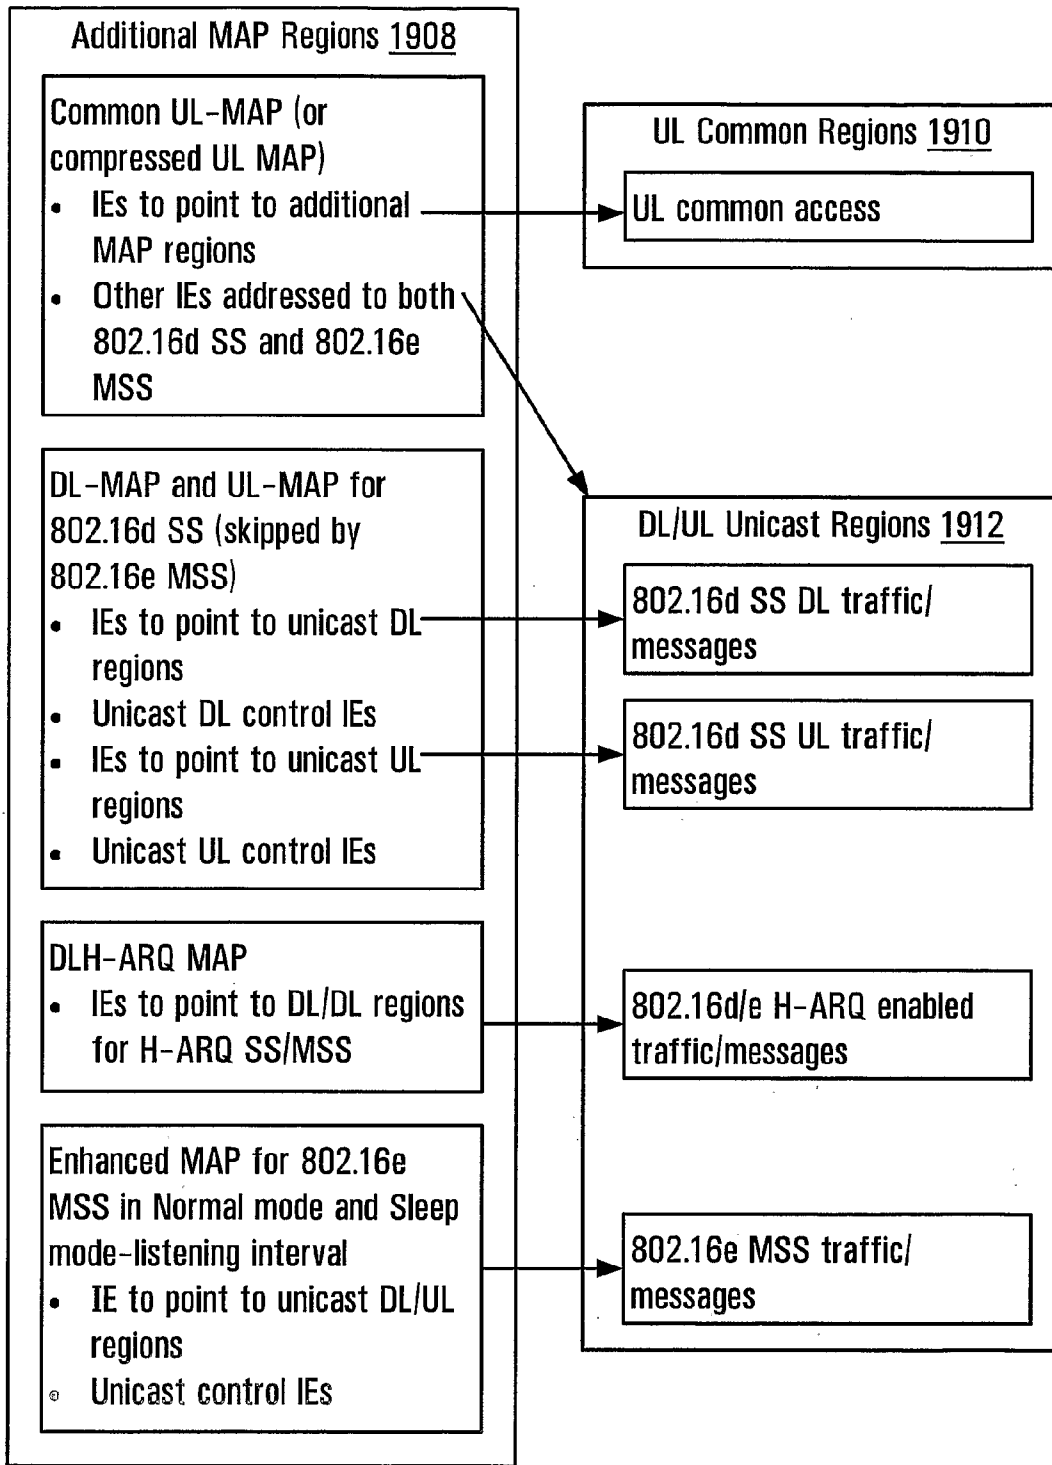 Additional MAP Regions 1908
Common UL-MAP (or
compressed UL MAP)
• IEs to point to additional
MAP regions
• Other IEs addressed to both
802.16d SS and 802.16e
MSS
DL-MAP and UL-MAP for
802.16d SS (skipped by
802.16e MSS)
• IEs to point to unicast DL
regions
• Unicast DL control IEs
• IEs to point to unicast UL
regions
• Unicast UL control IEs
DLH-ARQ MAP
• IEs to point to DL/DL regions
for H-ARQ SS/MSS
Enhanced MAP for 802.16e
MSS in Normal mode and Sleep
mode-listening interval
• IE to point to unicast DL/UL
regions
• Unicast control IEs
UL Common Regions 1910
UL common access
DL/UL Unicast Regions 1912
802.16d SS DL traffic/
messages
802.16d SS UL traffic/
messages
802.16d/e H-ARQ enabled
traffic/messages
802.16e MSS traffic/
messages